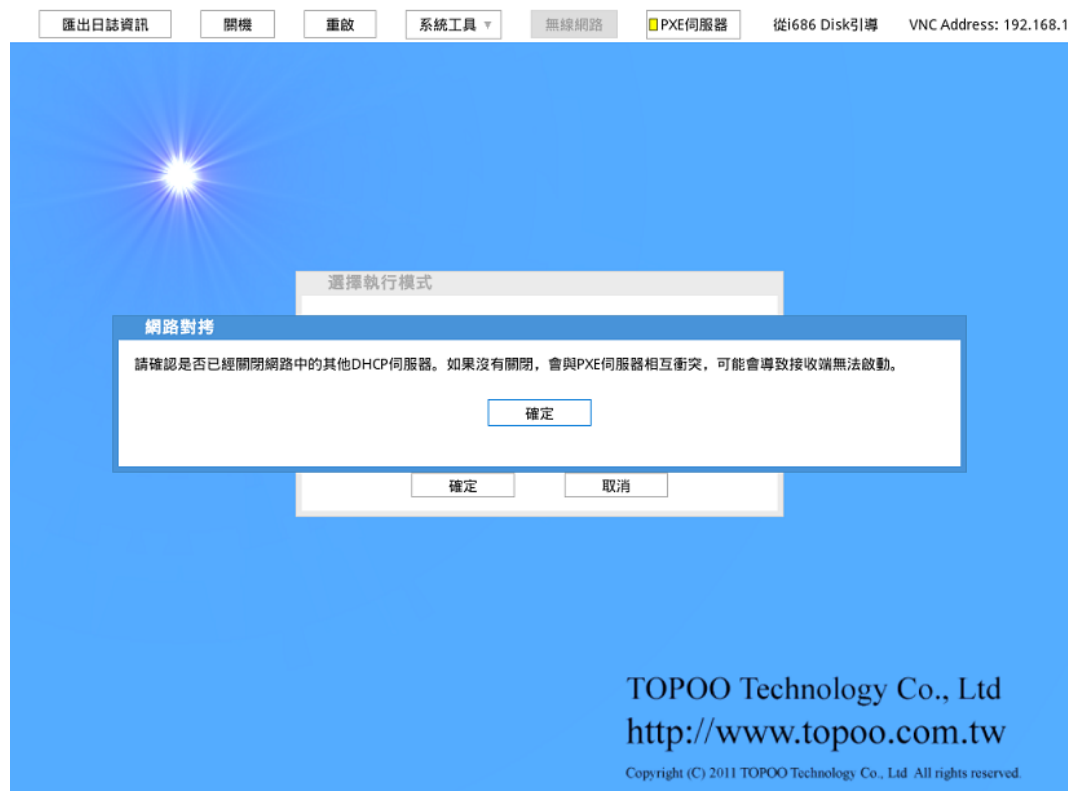 匯出日誌資訊 關機 重啟 系統工具 無線網路 PXE伺服器 從i686 Disk引導 VNC Address: 192.168.1
選擇執行模式
網路對拷
請確認是否已經關閉網路中的其他DHCP伺服器。如果沒有關閉，會與PXE伺服器相互衝突，可能會導致接收端無法啟動。
確定
確定 取消
TOPOO Technology Co., Ltd
http://www.topoo.com.tw
Copyright (C) 2011 TOPOO Technology Co., Ltd All rights reserved.